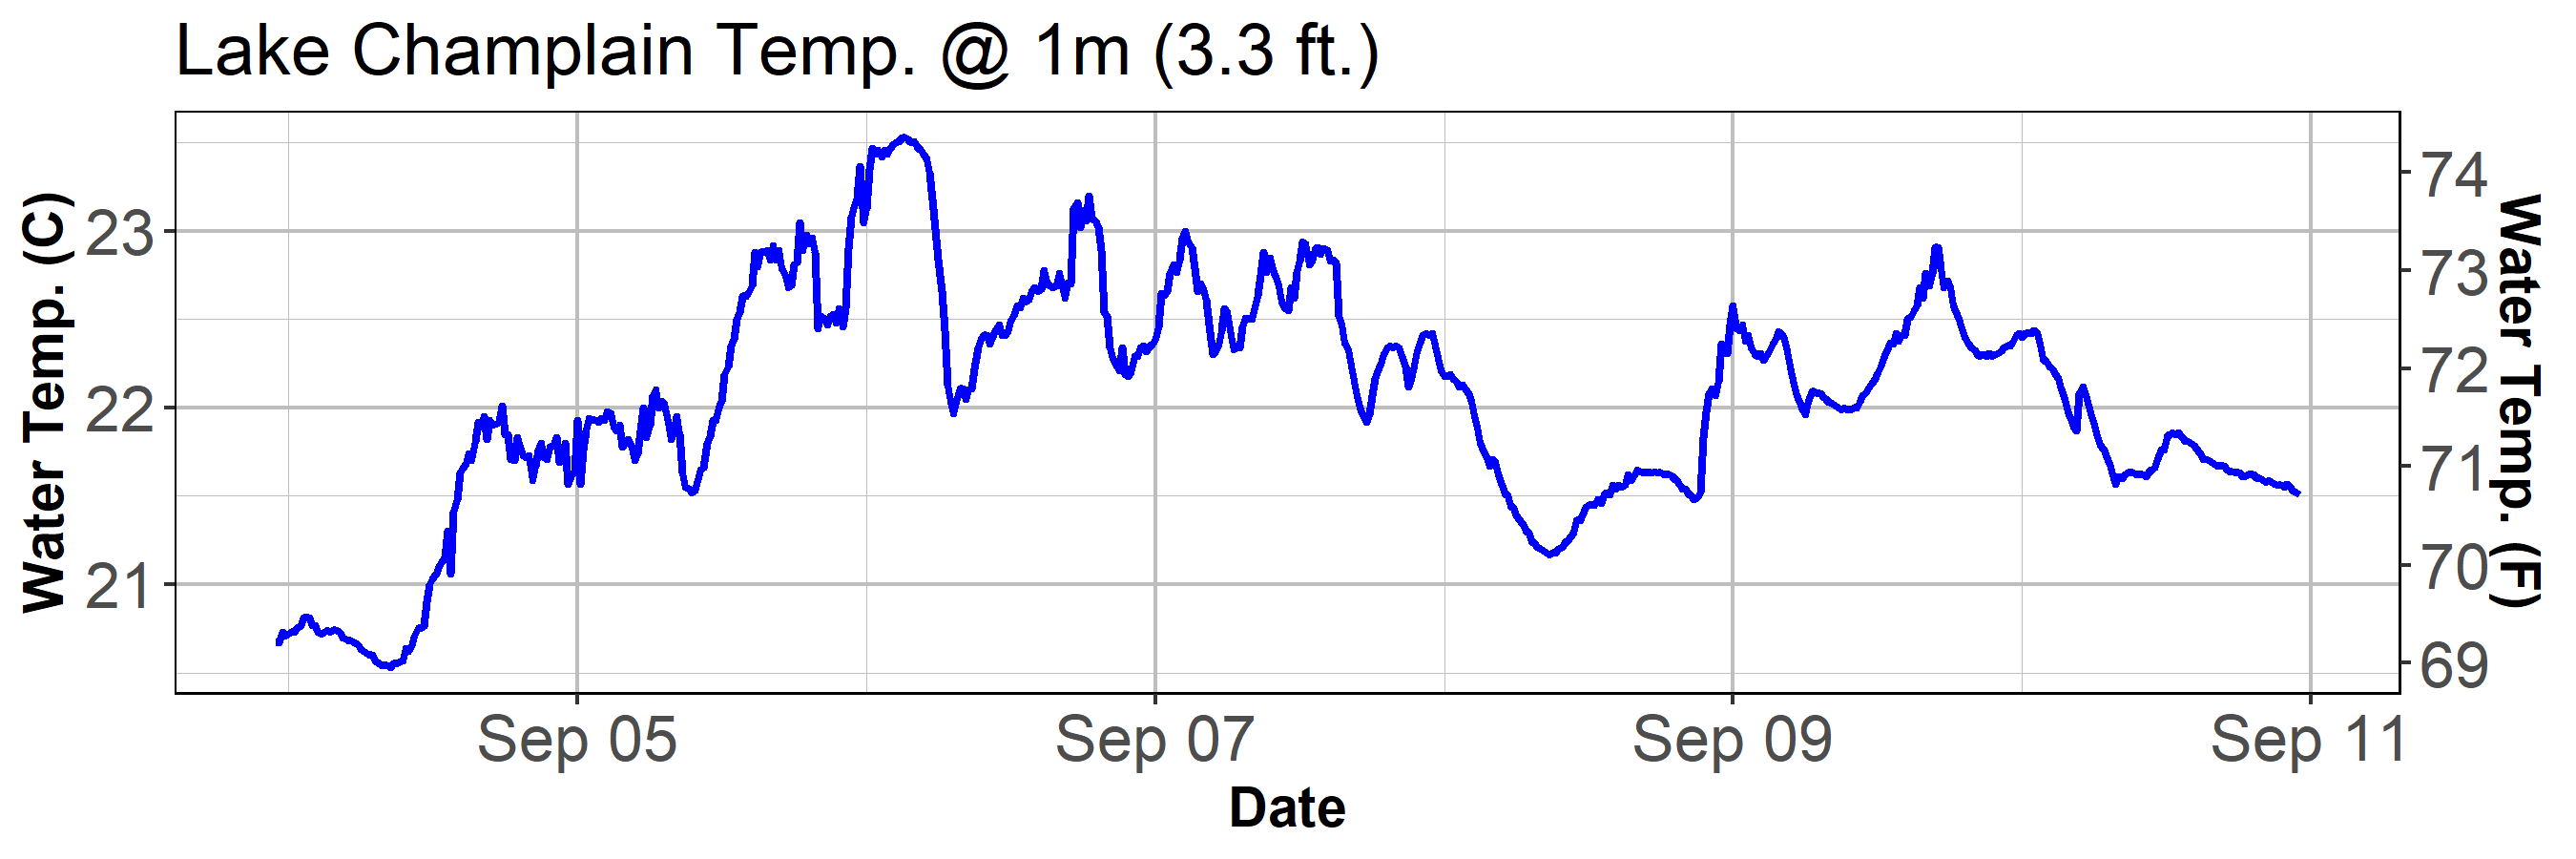 Lake Champlain Temp. @ 1m (3.3 ft.)
Water Temp. (C)
23
22
21
74
73
72
71
70
69
Water Temp. (F)
Sep 05 Sep 07 Sep 09 Sep 11
Date